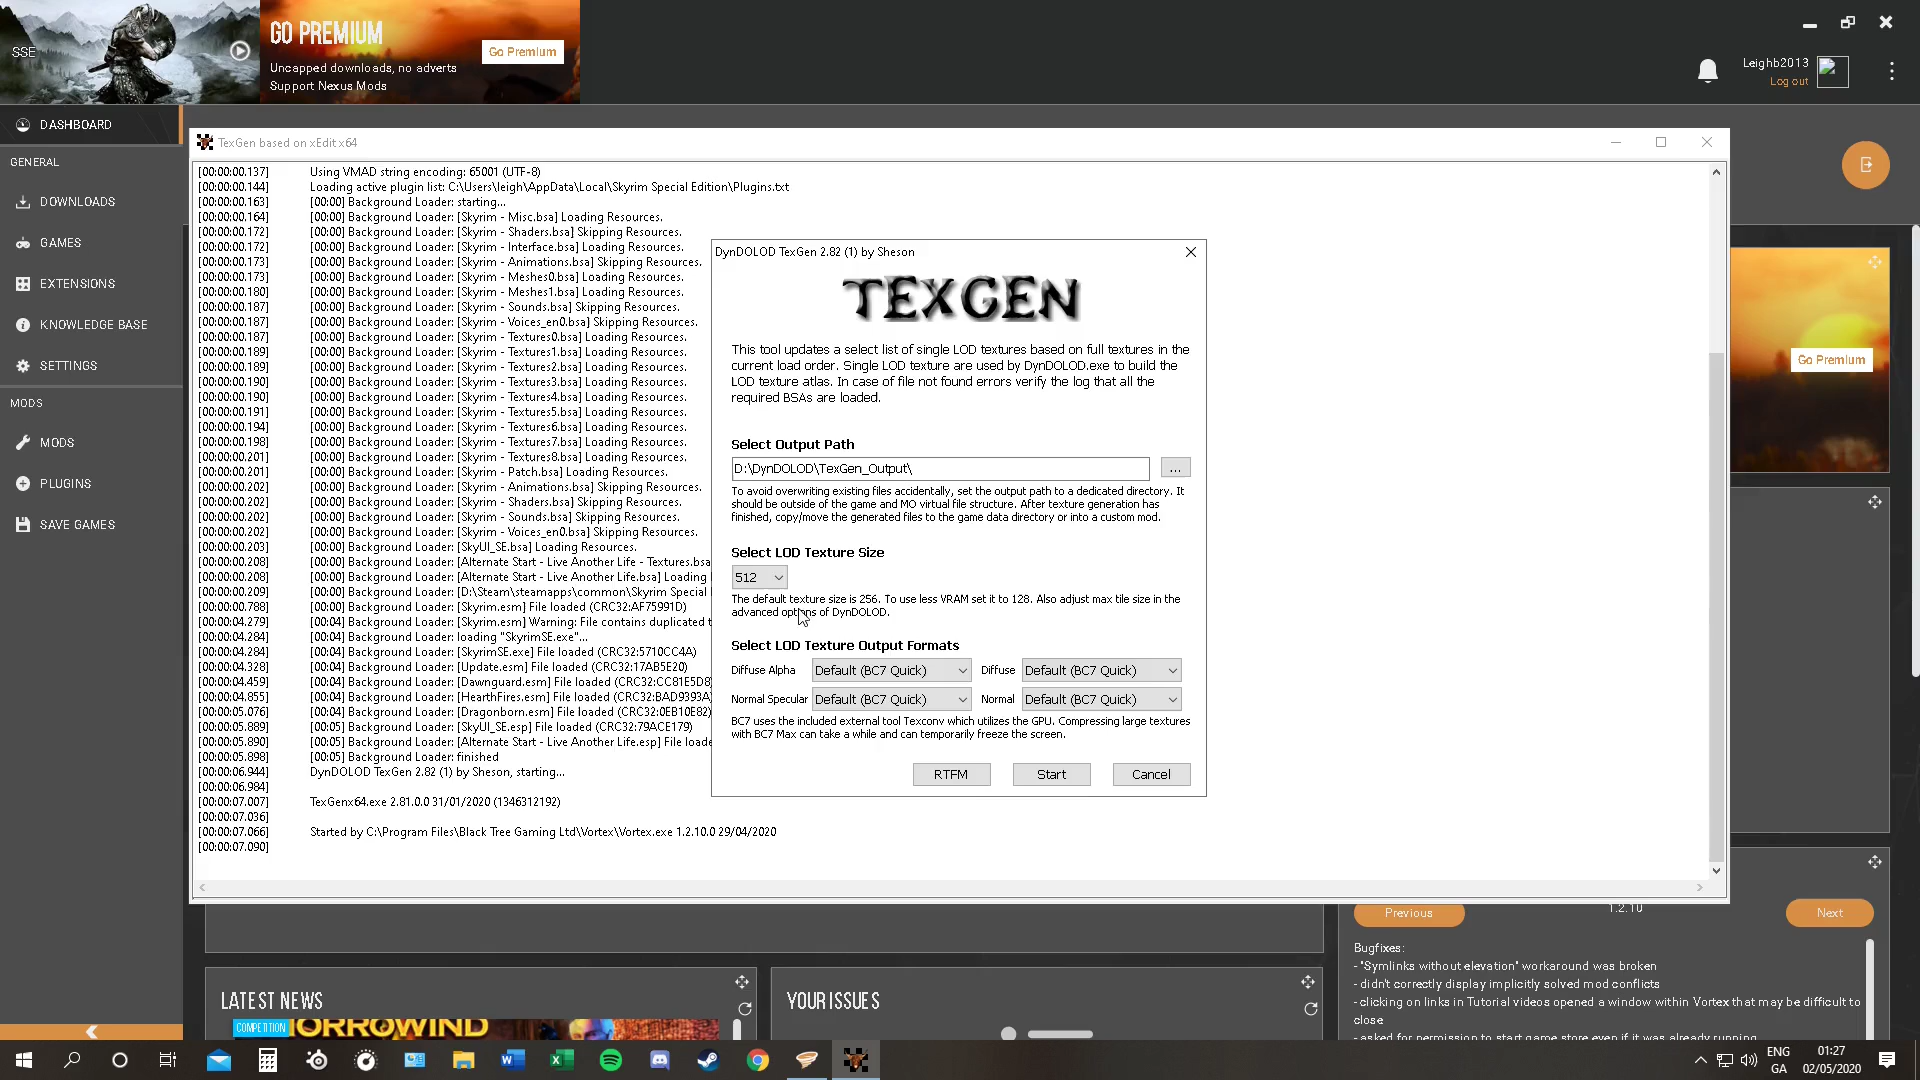 SSE
GO PREMIUM
Uncapped downloads, no adverts
Support Nexus Mods
Go Premium
Leighb2013
Log out
DASHBOARD
GENERAL
DOWNLOADS
GAMES
EXTENSIONS
KNOWLEDGE BASE
SETTINGS
MODS
MODS
PLUGINS
SAVE GAMES
TexGen based on xEdit x64
[00:00:00.137] Using VMAD string encoding: 65001 (UTF-8)
[00:00:00.144] Loading active plugin list: C:\Users\leigh\AppData\Local\Skyrim Special Edition\Plugins.txt
[00:00:00.163] [00:00] Background Loader: starting...
[00:00:00.164] [00:00] Background Loader: [Skyrim - Misc.bsa] Loading Resources.
[00:00:00.172] [00:00] Background Loader: [Skyrim - Shaders.bsa] Skipping Resources.
[00:00:00.172] [00:00] Background Loader: [Skyrim - Interface.bsa] Loading Resources.
[00:00:00.173] [00:00] Background Loader: [Skyrim - Animations.bsa] Skipping Resources.
[00:00:00.173] [00:00] Background Loader: [Skyrim - Meshes0.bsa] Loading Resources.
[00:00:00.180] [00:00] Background Loader: [Skyrim - Meshes1.bsa] Loading Resources.
[00:00:00.187] [00:00] Background Loader: [Skyrim - Sounds.bsa] Skipping Resources.
[00:00:00.187] [00:00] Background Loader: [Skyrim - Voices_en0.bsa] Skipping Resources.
[00:00:00.187] [00:00] Background Loader: [Skyrim - Textures0.bsa] Loading Resources.
[00:00:00.189] [00:00] Background Loader: [Skyrim - Textures1.bsa] Loading Resources.
[00:00:00.189] [00:00] Background Loader: [Skyrim - Textures2.bsa] Loading Resources.
[00:00:00.190] [00:00] Background Loader: [Skyrim - Textures3.bsa] Loading Resources.
[00:00:00.190] [00:00] Background Loader: [Skyrim - Textures4.bsa] Loading Resources.
[00:00:00.191] [00:00] Background Loader: [Skyrim - Textures5.bsa] Loading Resources.
[00:00:00.194] [00:00] Background Loader: [Skyrim - Textures6.bsa] Loading Resources.
[00:00:00.198] [00:00] Background Loader: [Skyrim - Textures7.bsa] Loading Resources.
[00:00:00.201] [00:00] Background Loader: [Skyrim - Textures8.bsa] Loading Resources.
[00:00:00.201] [00:00] Background Loader: [Skyrim - Patch.bsa] Loading Resources.
[00:00:00.202] [00:00] Background Loader: [Skyrim - Animations.bsa] Skipping Resources.
[00:00:00.202] [00:00] Background Loader: [Skyrim - Shaders.bsa] Skipping Resources.
[00:00:00.202] [00:00] Background Loader: [Skyrim - Sounds.bsa] Skipping Resources.
[00:00:00.202] [00:00] Background Loader: [Skyrim - Voices_en0.bsa] Skipping Resources.
[00:00:00.203] [00:00] Background Loader: [SkyUI_SE.bsa] Loading Resources.
[00:00:00.208] [00:00] Background Loader: [Alternate Start - Live Another Life - Textures.bsa
[00:00:00.208] [00:00] Background Loader: [Alternate Start - Live Another Life.bsa] Loading
[00:00:00.209] [00:00] Background Loader: [D:\Steam\steamapps\common\Skyrim Special
[00:00:00.788] [00:00] Background Loader: [Skyrim.esm] File loaded (CRC32:AF75991D)
[00:00:04.279] [00:04] Background Loader: [Skyrim.esm] Warning: File contains duplicated t
[00:00:04.284] [00:04] Background Loader: loading "SkyrimSE.exe"...
[00:00:04.284] [00:04] Background Loader: [SkyrimSE.exe] File loaded (CRC32:5710CC4A)
[00:00:04.328] [00:04] Background Loader: [Update.esm] File loaded (CRC32:17AB5E20)
[00:00:04.459] [00:04] Background Loader: [Dawnguard.esm] File loaded (CRC32:CC81E5D8)
[00:00:04.855] [00:04] Background Loader: [HearthFires.esm] File loaded (CRC32:BAD9393A)
[00:00:05.076] [00:04] Background Loader: [Dragonborn.esm] File loaded (CRC32:0EB10E82)
[00:00:05.889] [00:05] Background Loader: [SkyUI_SE.esp] File loaded (CRC32:79ACE179)
[00:00:05.890] [00:05] Background Loader: [Alternate Start - Live Another Life.esp] File loade
[00:00:05.898] [00:05] Background Loader: finished
[00:00:06.944] DynDOLOD TexGen 2.82 (1) by Sheson, starting...
[00:00:06.984]
[00:00:07.007] TexGenx64.exe 2.81.0.0 31/01/2020 (1346312192)
[00:00:07.036]
[00:00:07.066] Started by C:\Program Files\Black Tree Gaming Ltd\Vortex\Vortex.exe 1.2.10.0 29/04/2020
[00:00:07.090]
DynDOLOD TexGen 2.82 (1) by Sheson
TEXGEN
This tool updates a select list of single LOD textures based on full textures in the
current load order. Single LOD texture are used by DynDOLOD.exe to build the
LOD texture atlas. In case of file not found errors verify the log that all the
required BSAs are loaded.
Select Output Path
D:\DynDOLOD\TexGen_Output\
...
To avoid overwriting existing files accidentally, set the output path to a dedicated directory. It
should be outside of the game and MO virtual file structure. After texture generation has
finished, copy/move the generated files to the game data directory or into a custom mod.
Select LOD Texture Size
512
The default texture size is 256. To use less VRAM set it to 128. Also adjust max tile size in the
advanced options of DynDOLOD.
Select LOD Texture Output Formats
Diffuse Alpha Default (BC7 Quick) Diffuse Default (BC7 Quick)
Normal Specular Default (BC7 Quick) Normal Default (BC7 Quick)
BC7 uses the included external tool Texconv which utilizes the GPU. Compressing large textures
with BC7 Max can take a while and can temporarily freeze the screen.
RTFM Start Cancel
Go Premium
1.2.10
Previous Next
Bugfixes:
- "Symlinks without elevation" workaround was broken
- didn't correctly display implicitly solved mod conflicts
- clicking on links in Tutorial videos opened a window within Vortex that may be difficult to
close
- asked for permission to start game store even if it was already running
LATEST NEWS
COMPETITION
MORROWIND
YOUR ISSUES
ENG
GA
01:27
02/05/2020